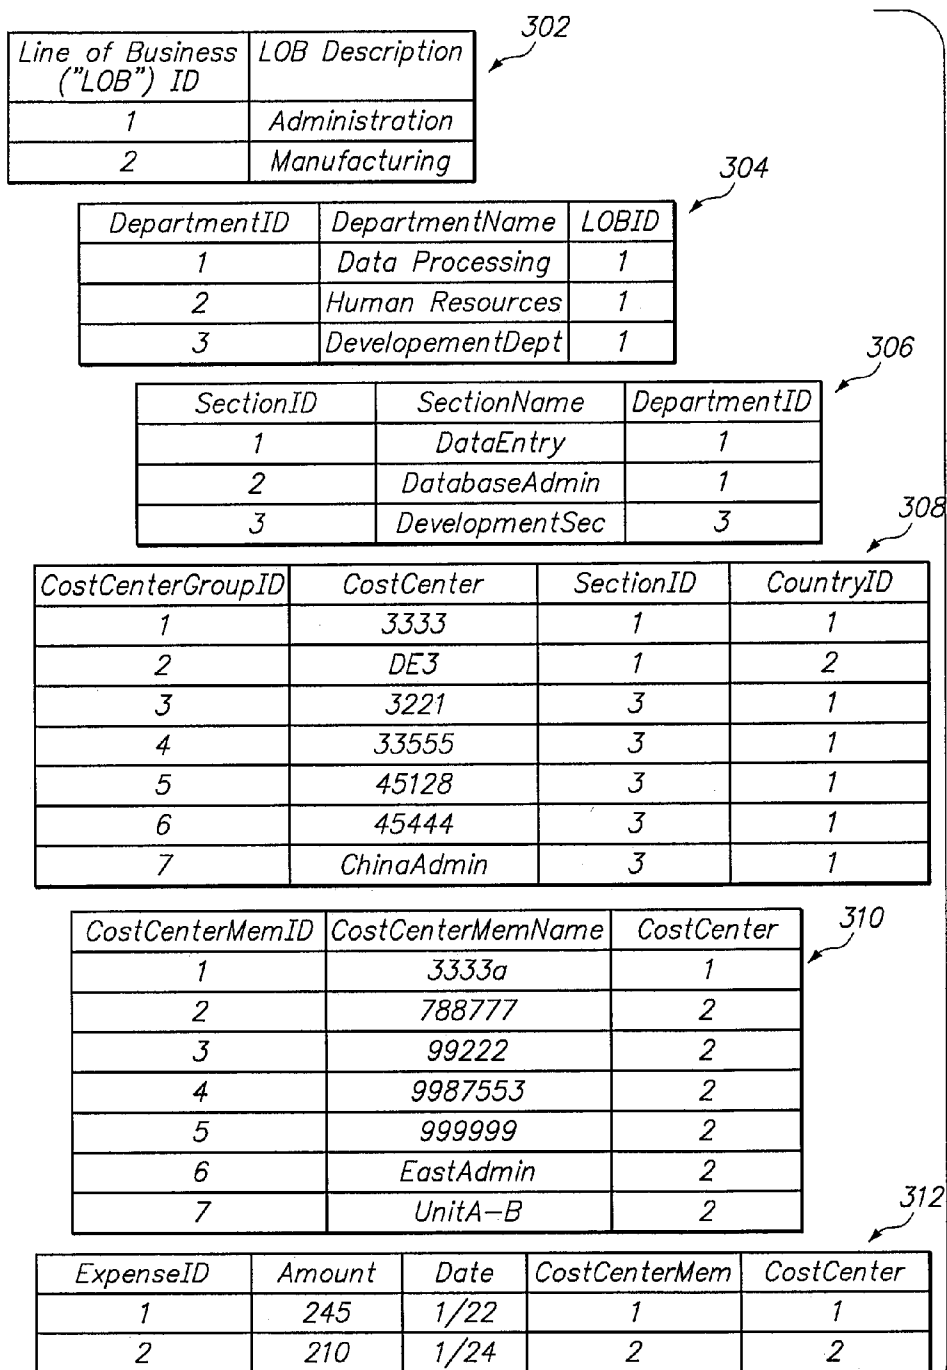 302
Line of Business ("LOB") ID LOB Description
1 Administration
2 Manufacturing
304
DepartmentID DepartmentName LOBID
1 Data Processing 1
2 Human Resources 1
3 DevelopementDept 1
306
SectionID SectionName DepartmentID
1 DataEntry 1
2 DatabaseAdmin 1
3 DevelopmentSec 3
308
CostCenterGroupID CostCenter SectionID CountryID
1 3333 1 1
2 DE3 1 2
3 3221 3 1
4 33555 3 1
5 45128 3 1
6 45444 3 1
7 ChinaAdmin 3 1
310
CostCenterMemID CostCenterMemName CostCenter
1 3333a 1
2 788777 2
3 99222 2
4 9987553 2
5 999999 2
6 EastAdmin 2
7 UnitA-B 2
312
ExpenseID Amount Date CostCenterMem CostCenter
1 245 1/22 1 1
2 210 1/24 2 2